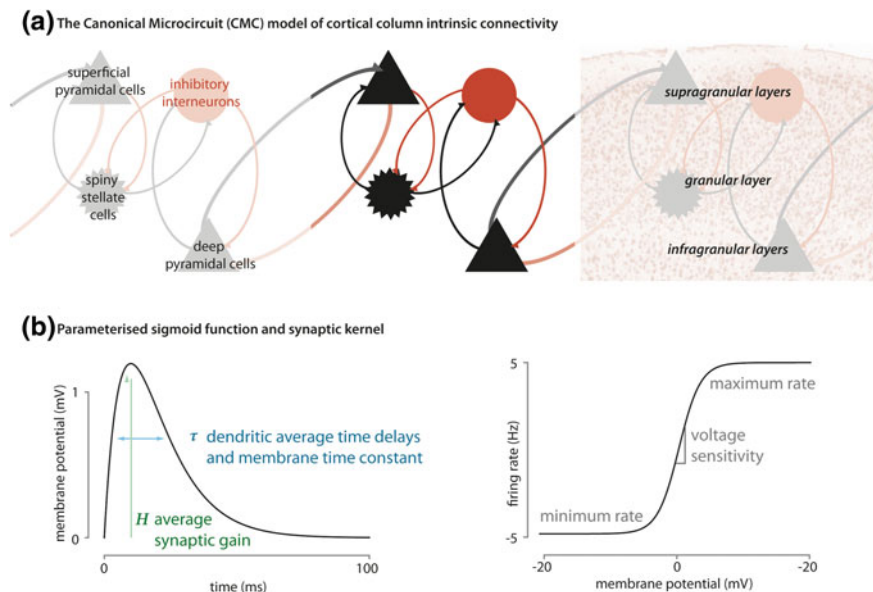 (a) The Canonical Microcircuit (CMC) model of cortical column intrinsic connectivity
superficial
pyramidal cells
inhibitory
interneurons
spiny
stellate
cells
deep
pyramidal cells
supragranular layers
granular layer
infragranular layers
(b) Parameterised sigmoid function and synaptic kernel
membrane potential (mV)
1
0
τ dendritic average time delays
and membrane time constant
H average
synaptic gain
0
100
time (ms)
firing rate (Hz)
5
-5
maximum rate
voltage
sensitivity
minimum rate
-20
0
-20
membrane potential (mV)